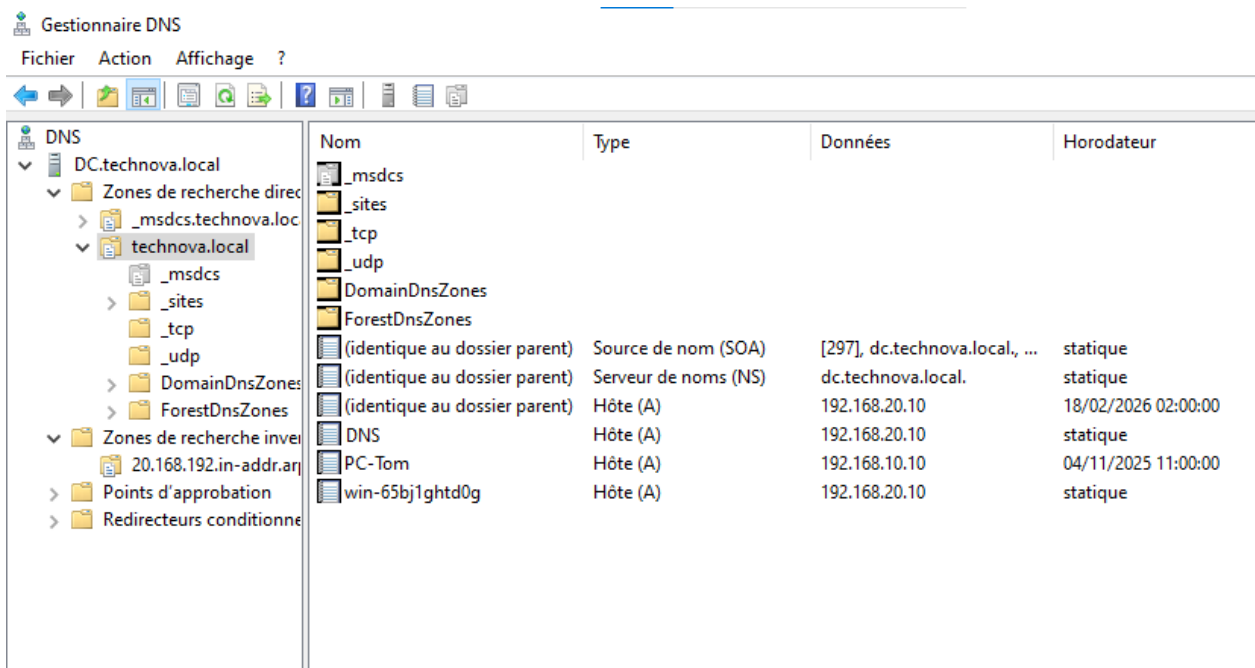 Gestionnaire DNS
Fichier Action Affichage ?
DNS
DC.technova.local
Zones de recherche direc
_msdcs.technova.loc
technova.local
_msdcs
_sites
_tcp
_udp
DomainDnsZones
ForestDnsZones
Zones de recherche inver
20.168.192.in-addr.arp
Points d'approbation
Redirecteurs conditionne
Nom Type Données Horodateur
_msdcs
_sites
_tcp
_udp
DomainDnsZones
ForestDnsZones
(identique au dossier parent) Source de nom (SOA) [297], dc.technova.local., ... statique
(identique au dossier parent) Serveur de noms (NS) dc.technova.local. statique
(identique au dossier parent) Hôte (A) 192.168.20.10 18/02/2026 02:00:00
DNS Hôte (A) 192.168.20.10 statique
PC-Tom Hôte (A) 192.168.10.10 04/11/2025 11:00:00
win-65bj1ghtd0g Hôte (A) 192.168.20.10 statique